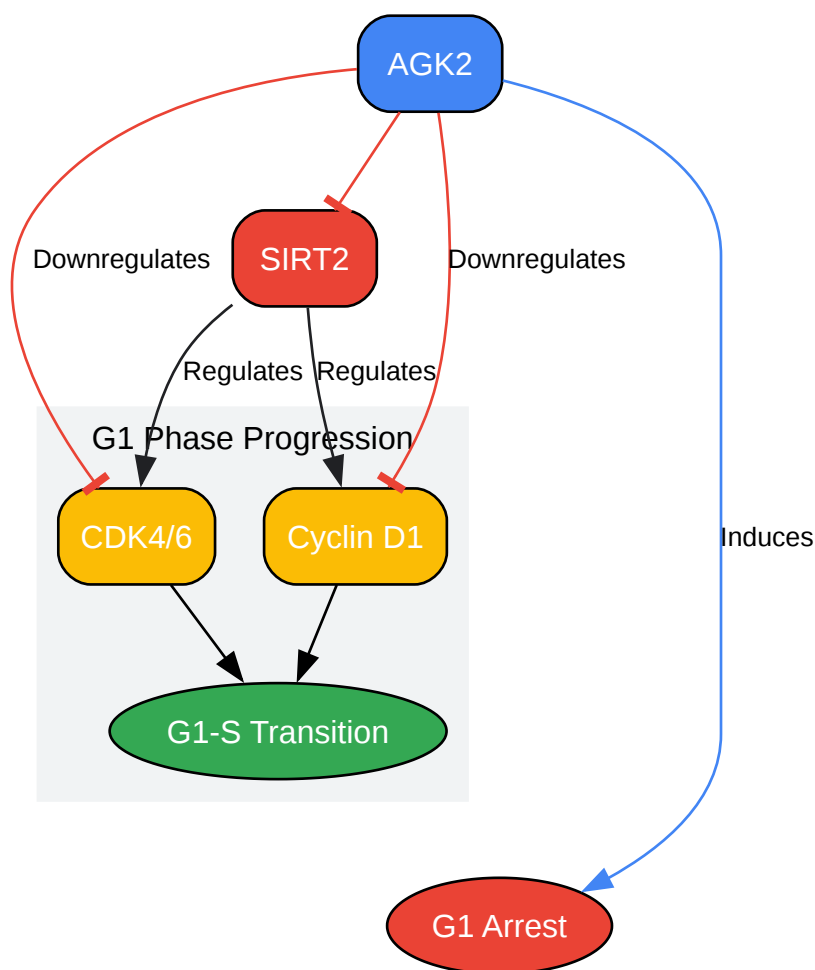 AGK2
Downregulates
SIRT2
Downregulates
Regulates
Regulates
G1 Phase Progression
CDK4/6
Cyclin D1
Induces
G1-S Transition
G1 Arrest